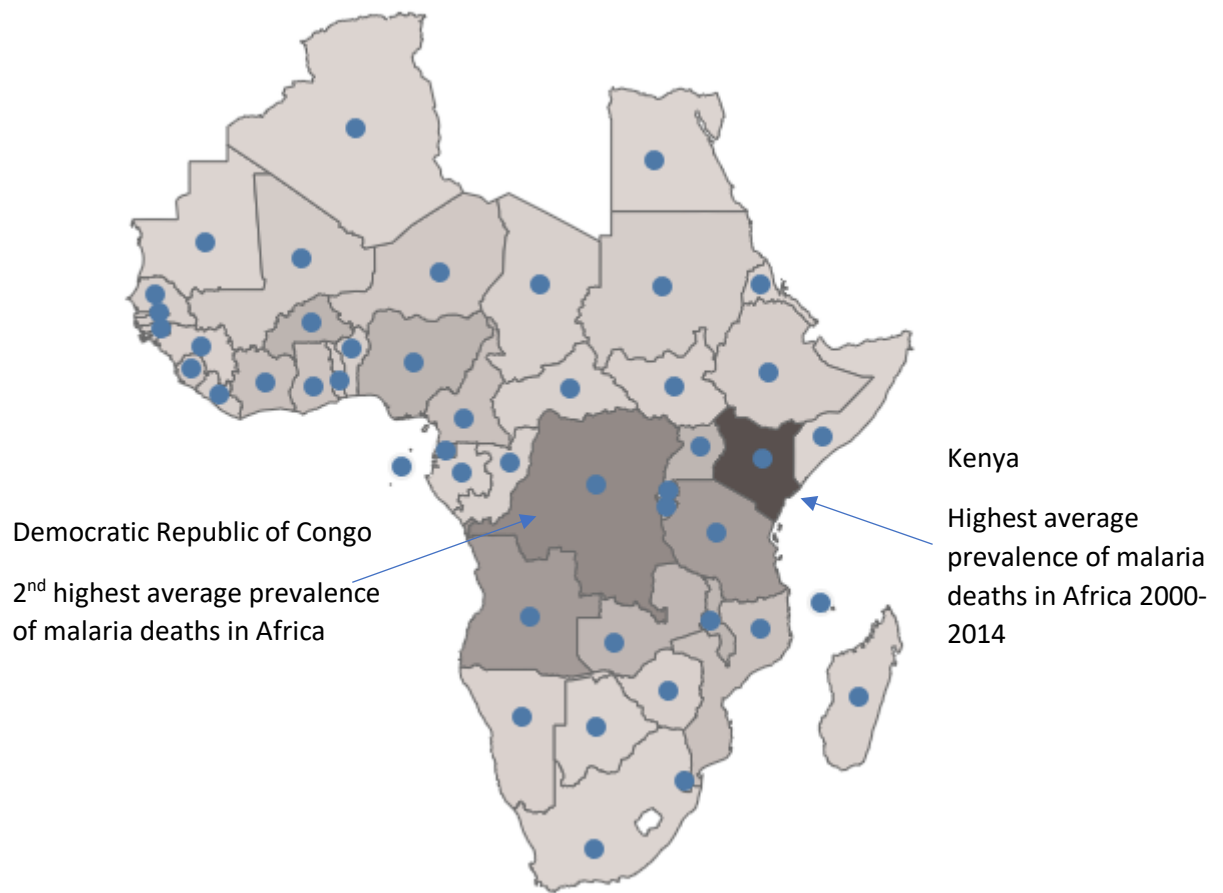 Kenya
Highest average
prevalence of malaria
deaths in Africa 2000-
2014
Democratic Republic of Congo
2nd highest average prevalence
of malaria deaths in Africa